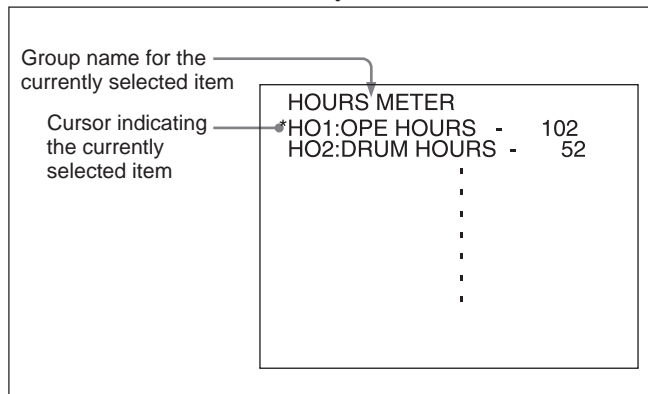 Group name for the
currently selected item
Cursor indicating
the currently
selected item
HOURS METER
*HO1:OPE HOURS - 102
HO2:DRUM HOURS - 52